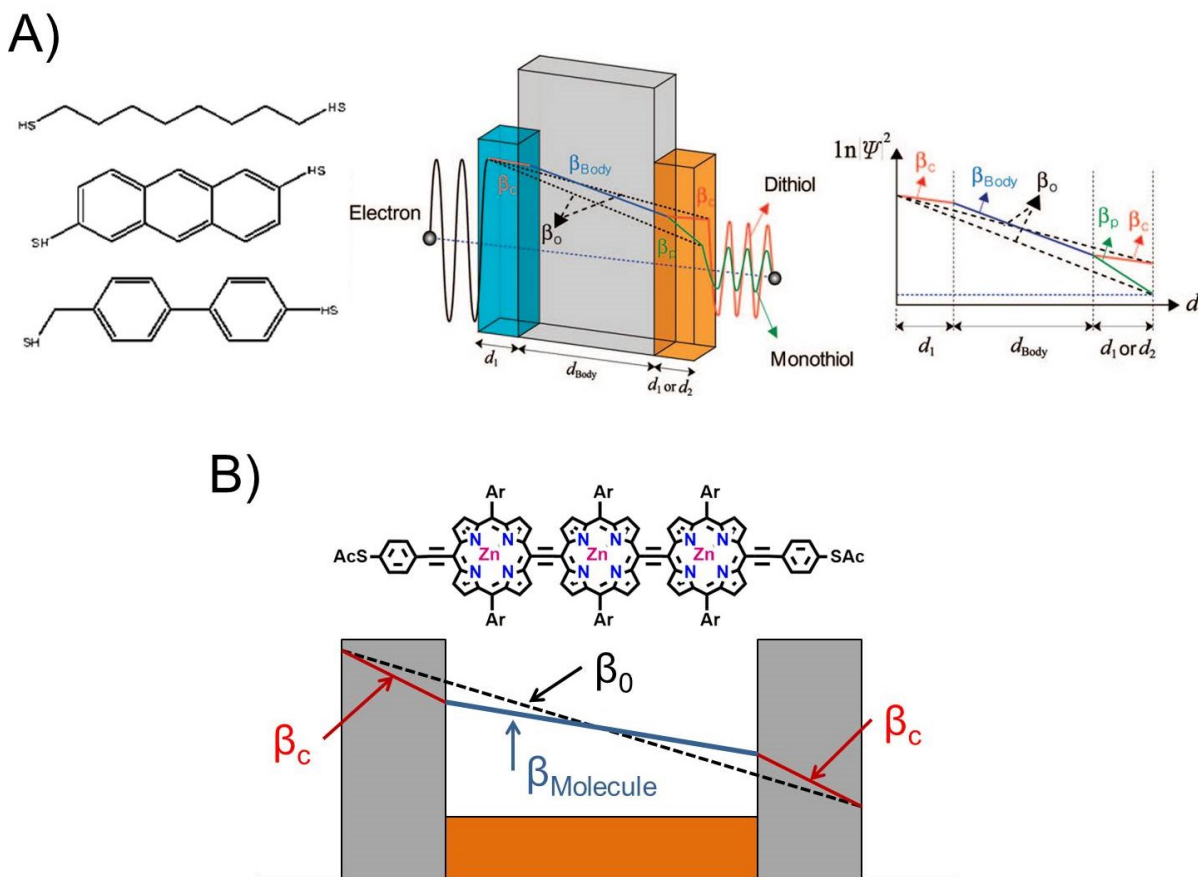 A)
HS
HS
HS
SH
SH
HS
Electron
βc
βBody
βo
βc
βp
Dithiol
Monothiol
d1
dBody
d1 or d2
ln|Ψ|²
βc
βBody
βo
βp
βc
d
d1
dBody
d1 or d2
B)
Ar Ar Ar
AcS N N N N N N SAc
Zn Zn Zn
N N N N N N
Ar Ar Ar
β0
βc
βc
βMolecule